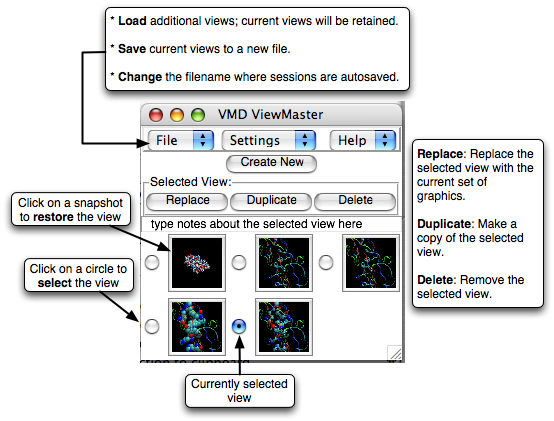 * Load additional views; current views will be retained.
* Save current views to a new file.
* Change the filename where sessions are autosaved.
VMD ViewMaster
File Settings Help
Create New
Selected View:
Replace Duplicate Delete
type notes about the selected view here
Click on a snapshot
to restore the view
Click on a circle to
select the view
Currently selected
view
Replace: Replace the
selected view with the
current set of
graphics.
Duplicate: Make a
copy of the selected
view.
Delete: Remove the
selected view.